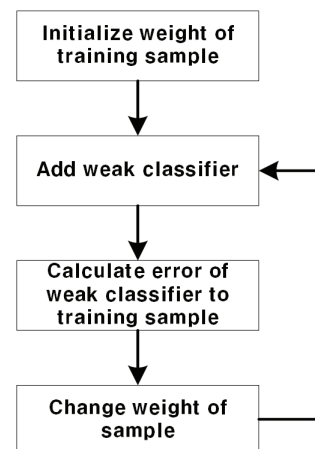 Initialize weight of
training sample
Add weak classifier
Calculate error of
weak classifier to
training sample
Change weight of
sample